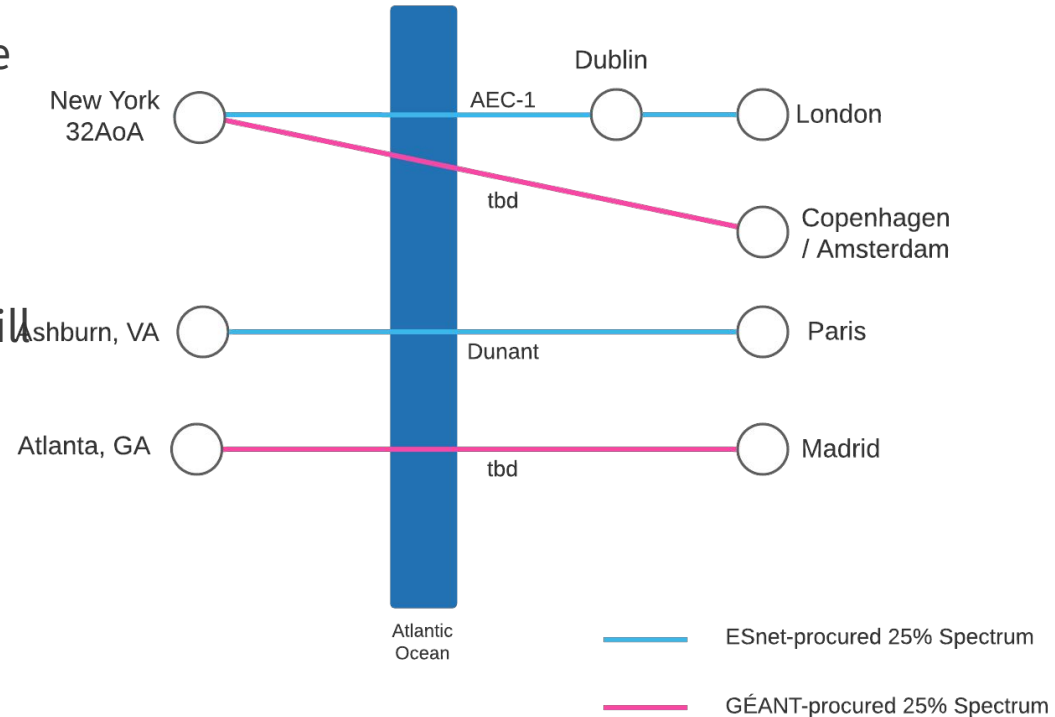 e
Dublin
New York
32AoA
AEC-1
London
tbd
Copenhagen
/ Amsterdam
ill
Ashburn, VA
Paris
Dunant
Atlanta, GA
Madrid
tbd
Atlantic
Ocean
ESnet-procured 25% Spectrum
GÉANT-procured 25% Spectrum